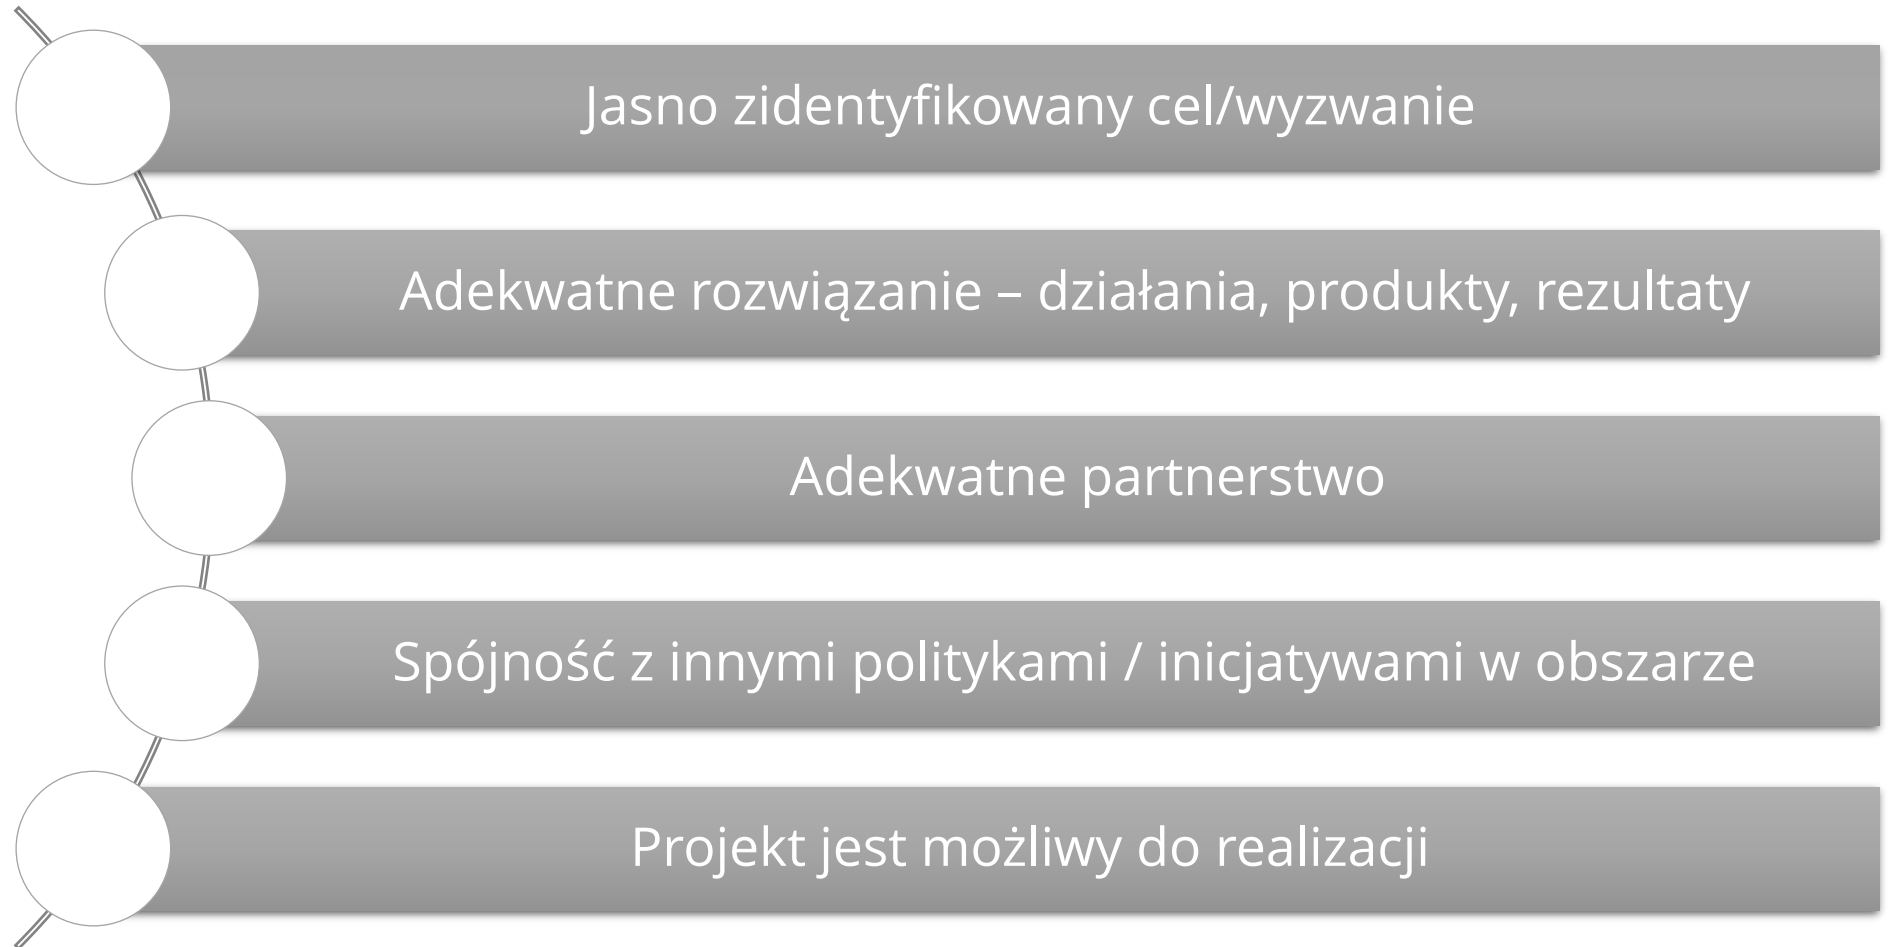 Jasno zidentyfikowany cel/wyzwanie
Adekwatne rozwiązanie – działania, produkty, rezultaty
Adekwatne partnerstwo
Spójność z innymi politykami / inicjatywami w obszarze
Projekt jest możliwy do realizacji